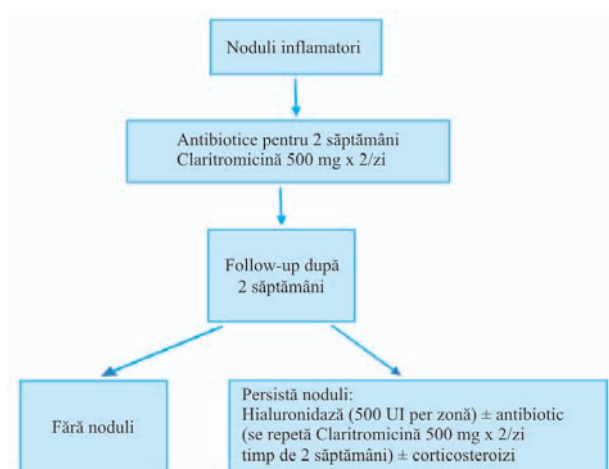 Noduli inflamatori
Antibiotice pentru 2 săptămâni
Claritromicină 500 mg x 2/zi
Follow-up după
2 săptămâni
Fără noduli
Persistă noduli:
Hialuronidază (500 UI per zonă) ± antibiotic
(se repetă Claritromicină 500 mg x 2/zi
timp de 2 săptămâni) ± corticosteroizi